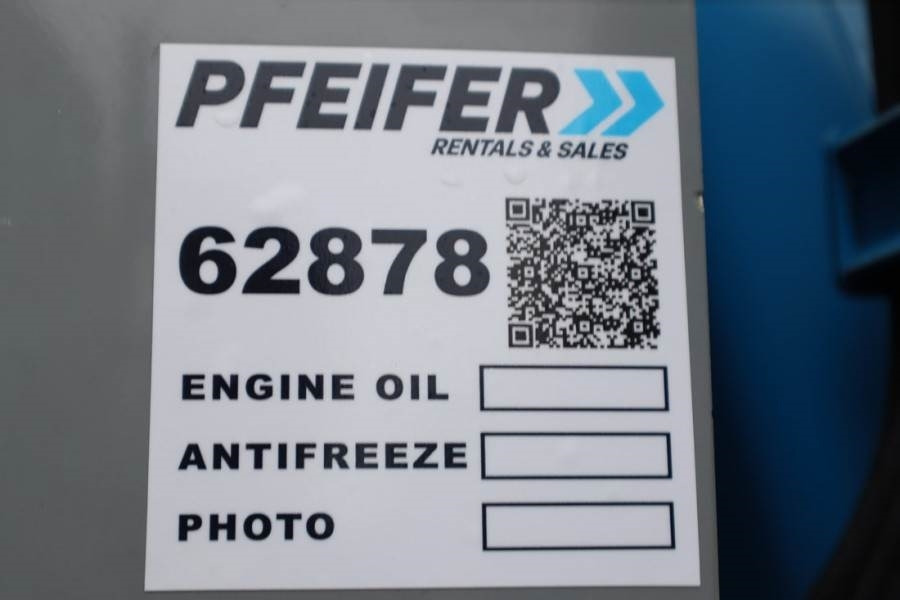 PFEIFER
RENTALS & SALES
62878
ENGINE OIL
ANTIFREEZE
PHOTO